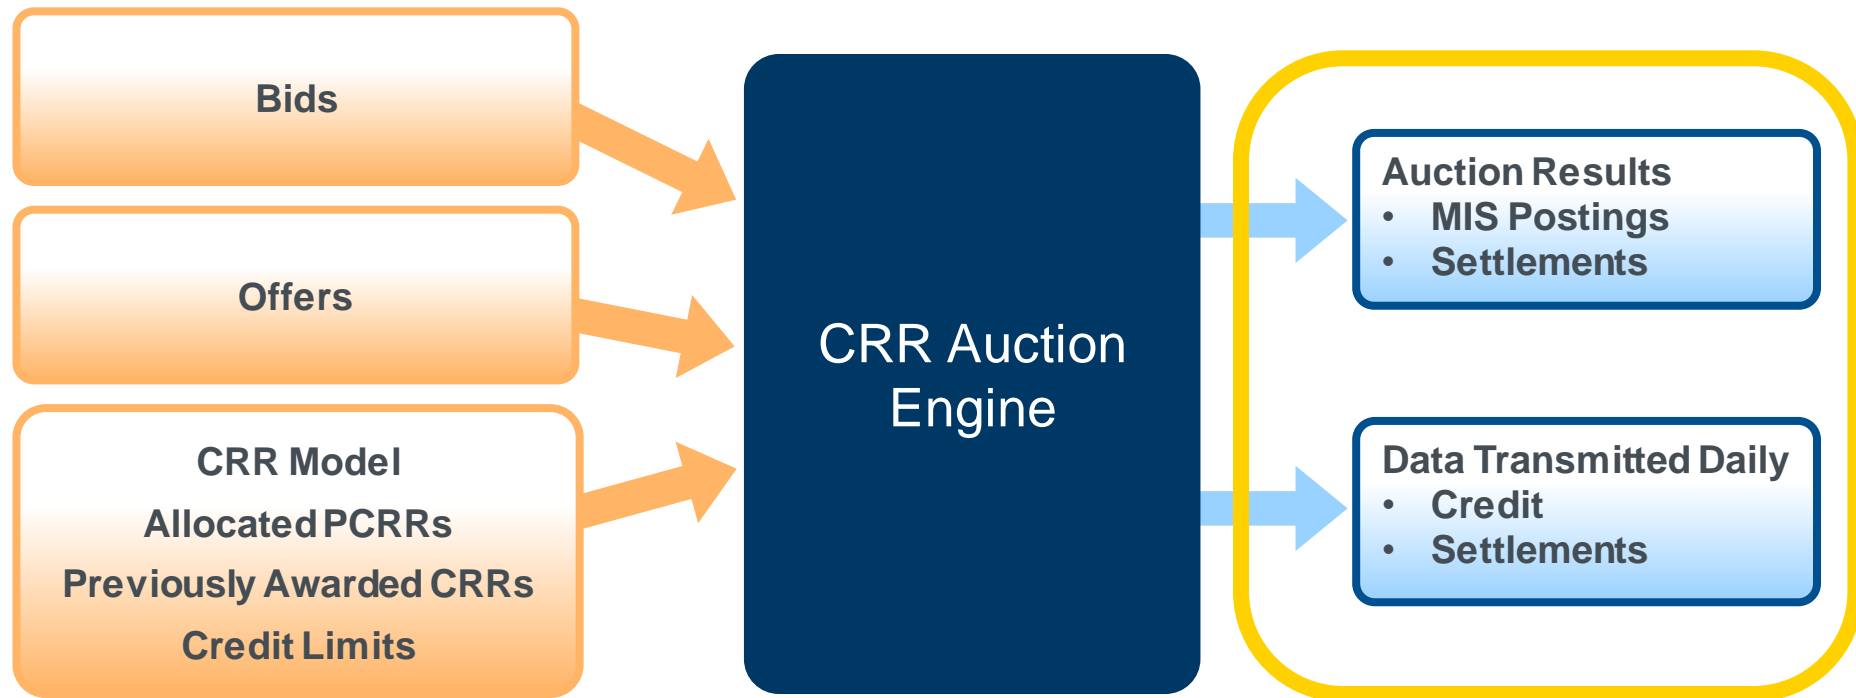 Bids
Offers
CRR Model
Allocated PCRRs
Previously Awarded CRRs
Credit Limits
CRR Auction
Engine
Auction Results
• MIS Postings
• Settlements
Data Transmitted Daily
• Credit
• Settlements